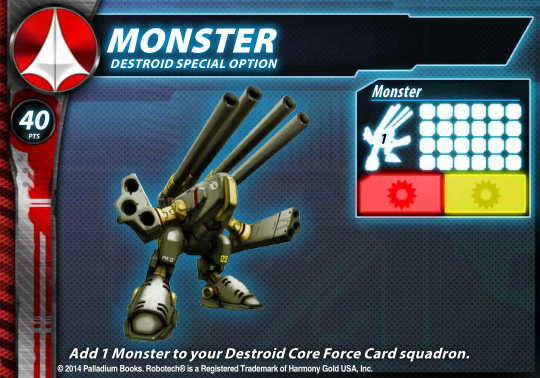 MONSTER
DESTROID SPECIAL OPTION
40
PTS
Monster
1
02
Add 1 Monster to your Destroid Core Force Card squadron.
© 2014 Palladium Books. Robotech® is a Registered Trademark of Harmony Gold USA, Inc.